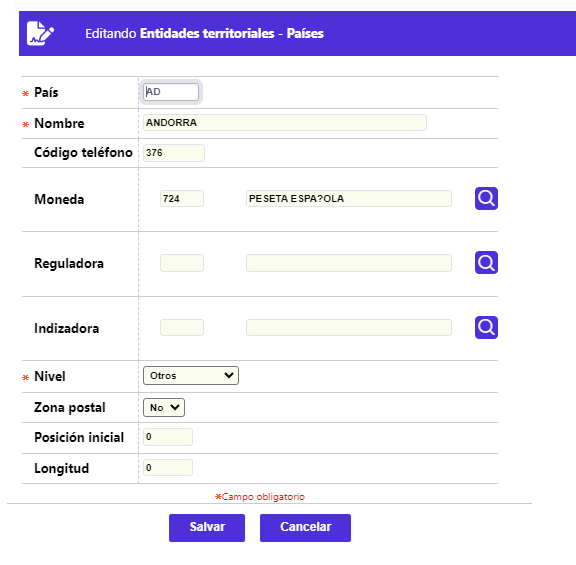 Editando Entidades territoriales - Países
* País AD
* Nombre ANDORRA
Código teléfono 376
Moneda 724 PESETA ESPA?OLA
Reguladora
Indizadora
* Nivel Otros
Zona postal No
Posición inicial 0
Longitud 0
*Campo obligatorio
Salvar Cancelar